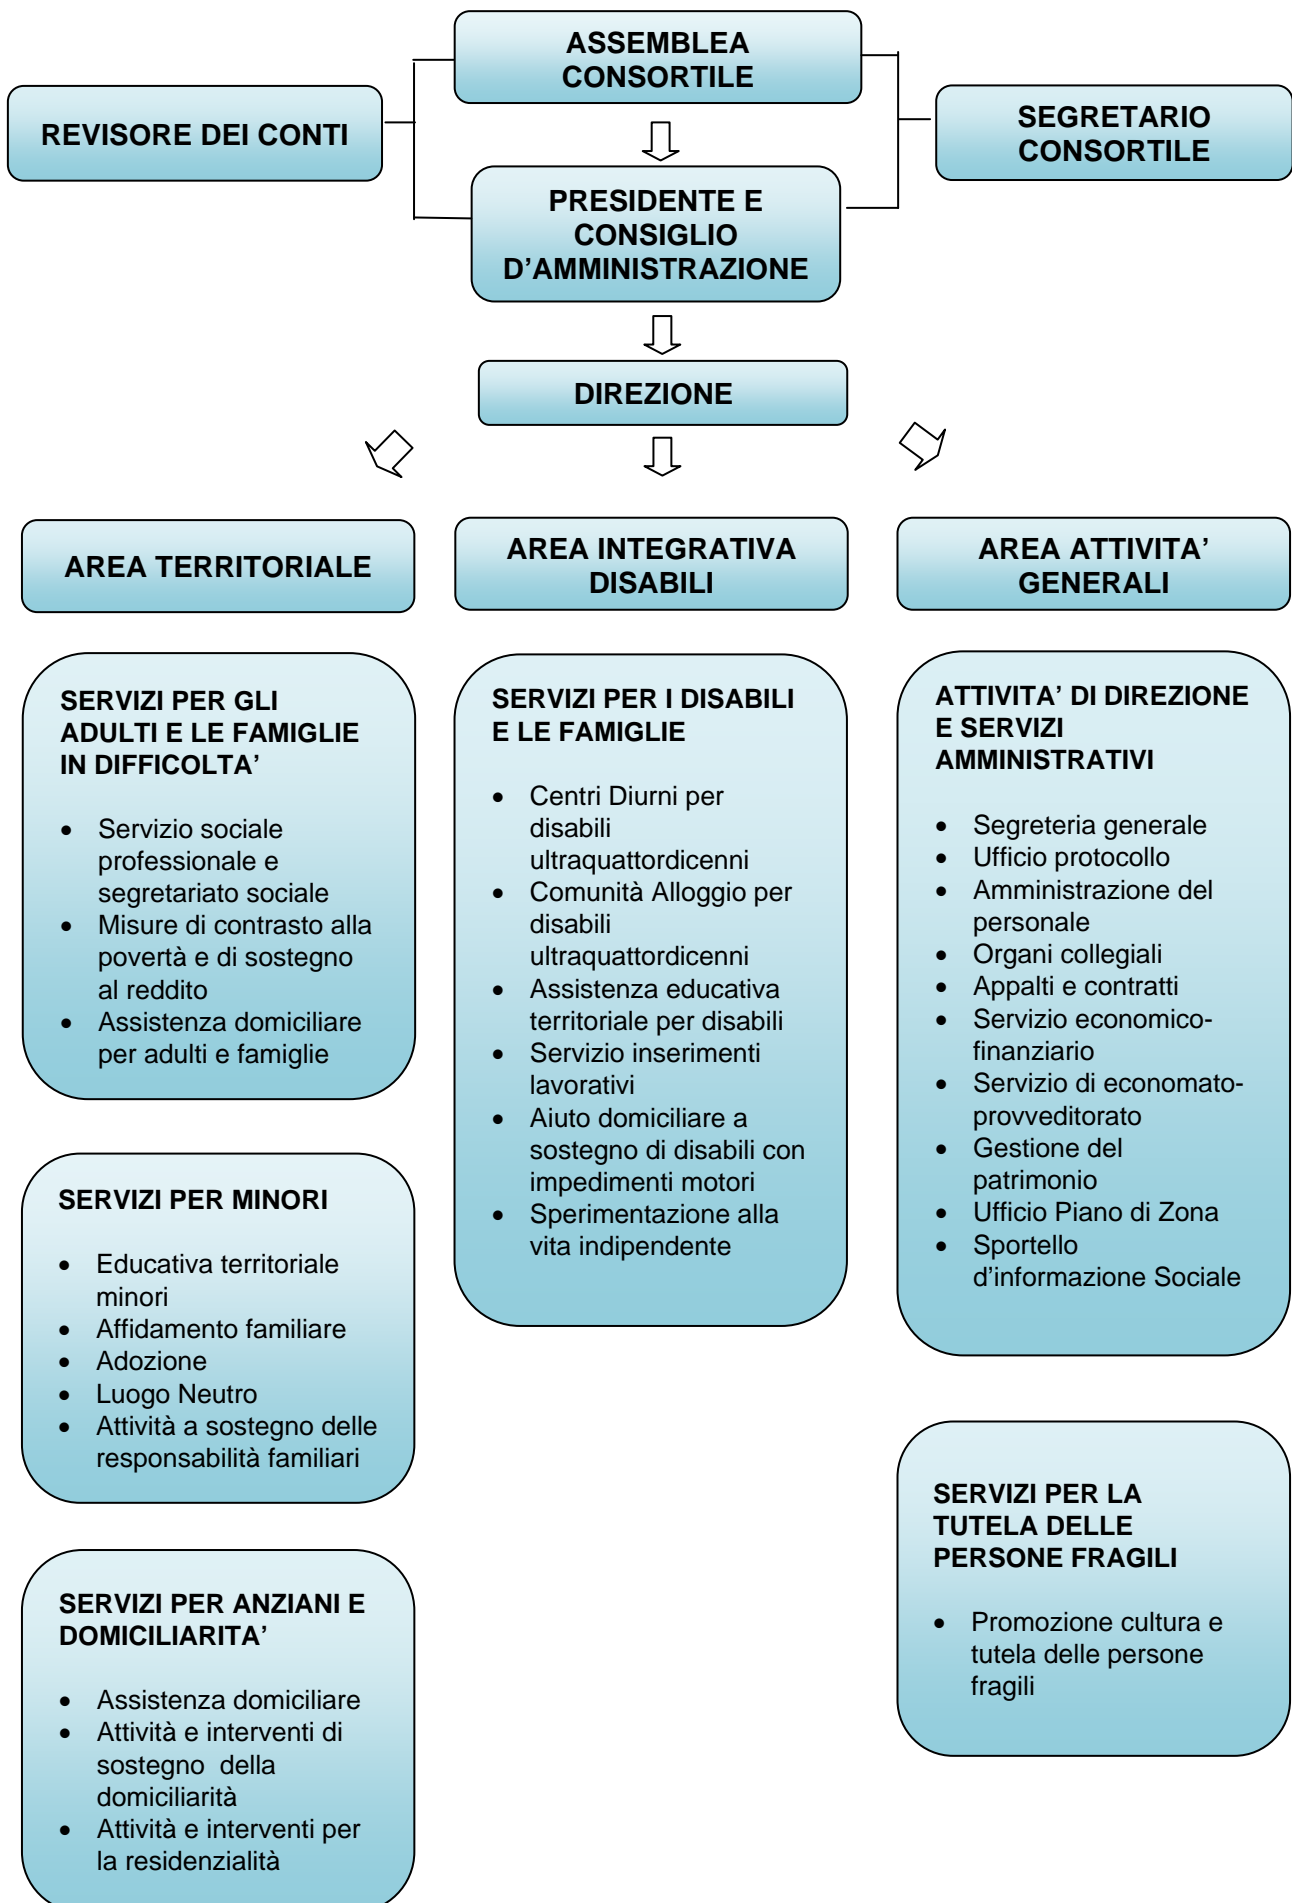 ASSEMBLEA
CONSORTILE
REVISORE DEI CONTI
SEGRETARIO
CONSORTILE
PRESIDENTE E
CONSIGLIO
D’AMMINISTRAZIONE
DIREZIONE
AREA TERRITORIALE
AREA INTEGRATIVA
DISABILI
AREA ATTIVITA’
GENERALI
SERVIZI PER GLI
ADULTI E LE FAMIGLIE
IN DIFFICOLTA’
• Servizio sociale
professionale e
segretariato sociale
• Misure di contrasto alla
povertà e di sostegno
al reddito
• Assistenza domiciliare
per adulti e famiglie
SERVIZI PER MINORI
• Educativa territoriale
minori
• Affidamento familiare
• Adozione
• Luogo Neutro
• Attività a sostegno delle
responsabilità familiari
SERVIZI PER ANZIANI E
DOMICILIARITA’
• Assistenza domiciliare
• Attività e interventi di
sostegno della
domiciliarità
• Attività e interventi per
la residenzialità
SERVIZI PER I DISABILI
E LE FAMIGLIE
• Centri Diurni per
disabili
ultraquattordicenni
• Comunità Alloggio per
disabili
ultraquattordicenni
• Assistenza educativa
territoriale per disabili
• Servizio inserimenti
lavorativi
• Aiuto domiciliare a
sostegno di disabili con
impedimenti motori
• Sperimentazione alla
vita indipendente
ATTIVITA’ DI DIREZIONE
E SERVIZI
AMMINISTRATIVI
• Segreteria generale
• Ufficio protocollo
• Amministrazione del
personale
• Organi collegiali
• Appalti e contratti
• Servizio economico-
finanziario
• Servizio di economato-
provveditorato
• Gestione del
patrimonio
• Ufficio Piano di Zona
• Sportello
d’informazione Sociale
SERVIZI PER LA
TUTELA DELLE
PERSONE FRAGILI
• Promozione cultura e
tutela delle persone
fragili